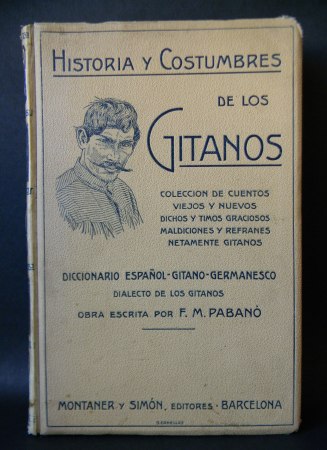 HISTORIA Y COSTUMBRES
DE LOS
GITANOS
COLECCION DE CUENTOS
VIEJOS Y NUEVOS
DICHOS Y TIMOS GRACIOSOS
MALDICIONES Y REFRANES
NETAMENTE GITANOS
DICCIONARIO ESPAÑOL-GITANO-GERMANESCO
DIALECTO DE LOS GITANOS
OBRA ESCRITA POR F. M. PABANÓ
MONTANER Y SIMÓN, EDITORES - BARCELONA